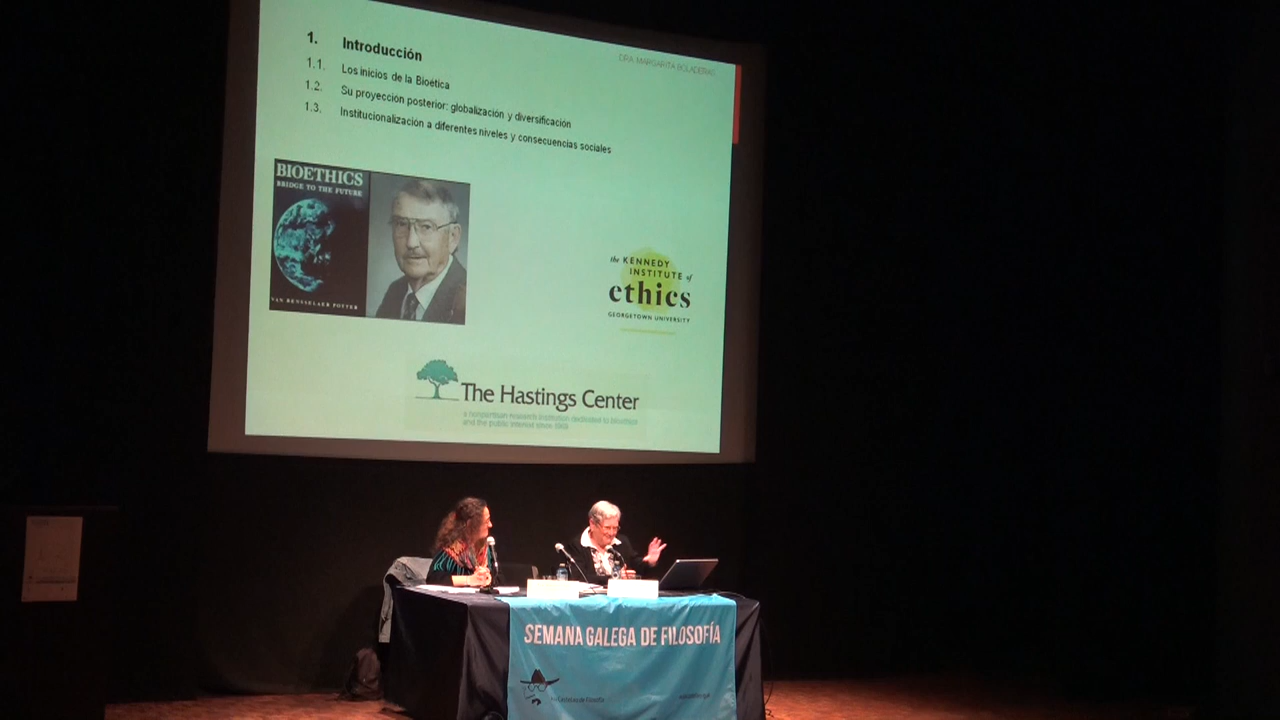 DRA. MARGARITA BOLADERAS
1. Introducción
1.1. Los inicios de la Bioética
1.2. Su proyección posterior: globalización y diversificación
1.3. Institucionalización a diferentes niveles y consecuencias sociales
BIOETHICS
BRIDGE TO THE FUTURE
VAN RENSSELAER POTTER
the KENNEDY
INSTITUTE of
ethics
GEORGETOWN UNIVERSITY
The Hastings Center
a nonpartisan research institution dedicated to bioethics
and the public interest since 1969
SEMANA GALEGA DE FILOSOFÍA